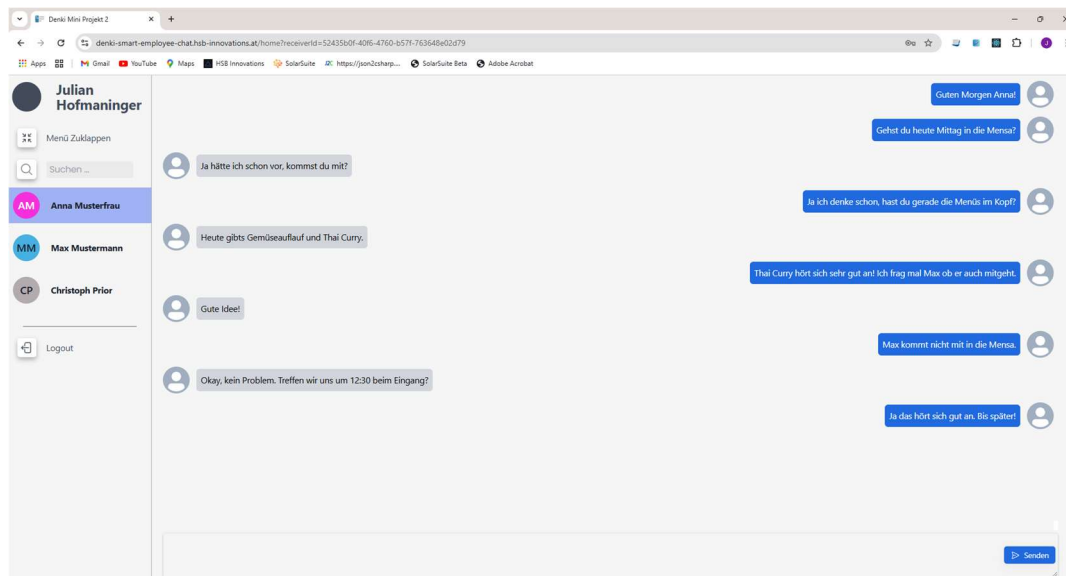 Denki Mini Projekt 2
denki-smart-employee-chat.hsb-innovations.at/home?receiverId=52435b0f-40f6-4760-b57f-763648e02d79
Apps Gmail YouTube Maps HSB Innovations SolarSuite https://json2csharp.... SolarSuite Beta Adobe Acrobat
Julian
Hofmaninger
Menü Zuklappen
Suchen ...
AM Anna Musterfrau
MM Max Mustermann
CP Christoph Prior
Logout
Guten Morgen Anna!
Gehst du heute Mittag in die Mensa?
Ja hätte ich schon vor, kommst du mit?
Ja ich denke schon, hast du gerade die Menüs im Kopf?
Heute gibts Gemüseauflauf und Thai Curry.
Thai Curry hört sich sehr gut an! Ich frag mal Max ob er auch mitgeht.
Gute Idee!
Max kommt nicht mit in die Mensa.
Okay, kein Problem. Treffen wir uns um 12:30 beim Eingang?
Ja das hört sich gut an. Bis später!
Senden